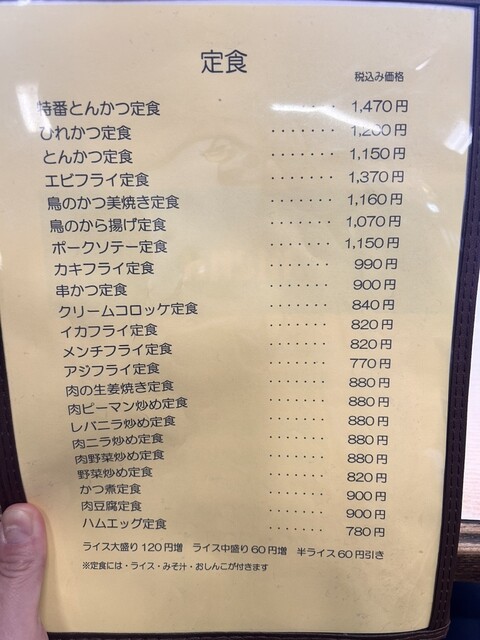 定食
税込み価格
特番とんかつ定食 ・・・・・ 1,470円
ひれかつ定食 ・・・・・・・ 1,200円
とんかつ定食 ・・・・・・・ 1,150円
エビフライ定食 ・・・・・・・ 1,370円
鳥のかつ美焼き定食 ・・・・・・・ 1,160円
鳥のから揚げ定食 ・・・・・・・ 1,070円
ポークソテー定食 ・・・・・・・ 1,150円
カキフライ定食 ・・・・・・・ 990円
串かつ定食 ・・・・・・・ 900円
クリームコロッケ定食 ・・・・・・・ 840円
イカフライ定食 ・・・・・・・ 820円
メンチフライ定食 ・・・・・・・ 820円
アジフライ定食 ・・・・・・・ 770円
肉の生姜焼き定食 ・・・・・・・ 880円
肉ピーマン炒め定食 ・・・・・・・ 880円
レバニラ炒め定食 ・・・・・・・ 880円
肉ニラ炒め定食 ・・・・・・・ 880円
肉野菜炒め定食 ・・・・・・・ 880円
野菜炒め定食 ・・・・・・・ 820円
かつ煮定食 ・・・・・・・ 900円
肉豆腐定食 ・・・・・・・ 900円
ハムエッグ定食 ・・・・・・・ 780円
ライス大盛り120円増 ライス中盛り60円増 半ライス60円引き
※定食には・ライス・みそ汁・おしんこが付きます